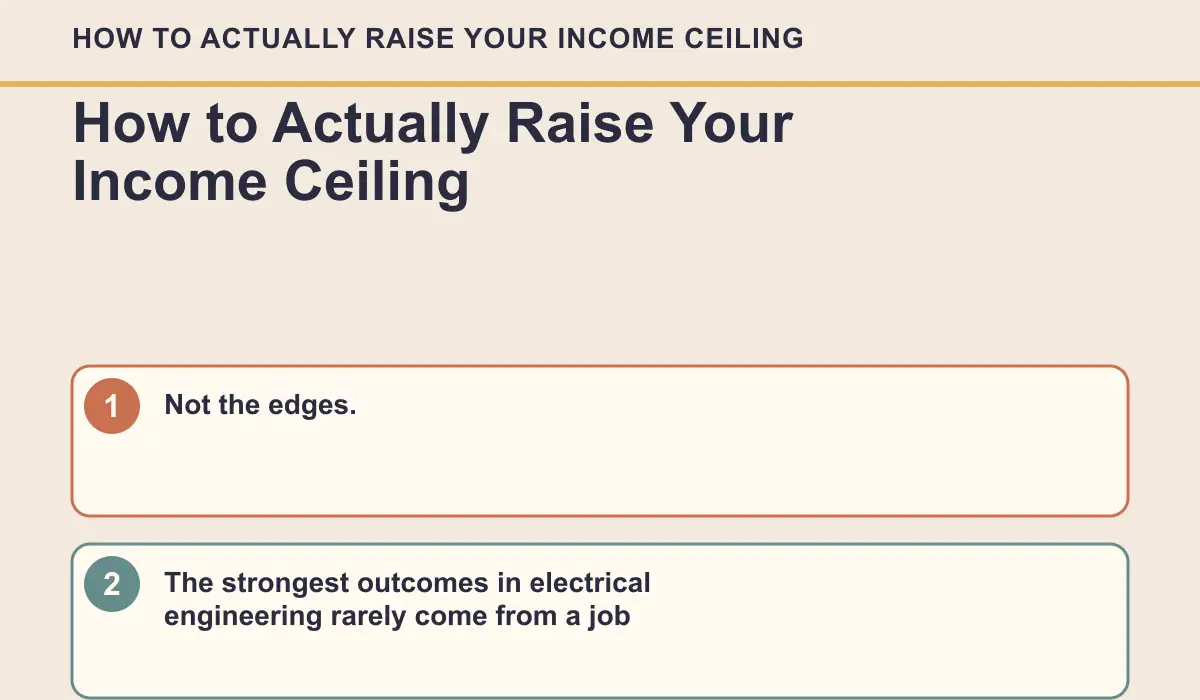 HOW TO ACTUALLY RAISE YOUR INCOME CEILING
How to Actually Raise Your
Income Ceiling
1
Not the edges.
2
The strongest outcomes in electrical
engineering rarely come from a job